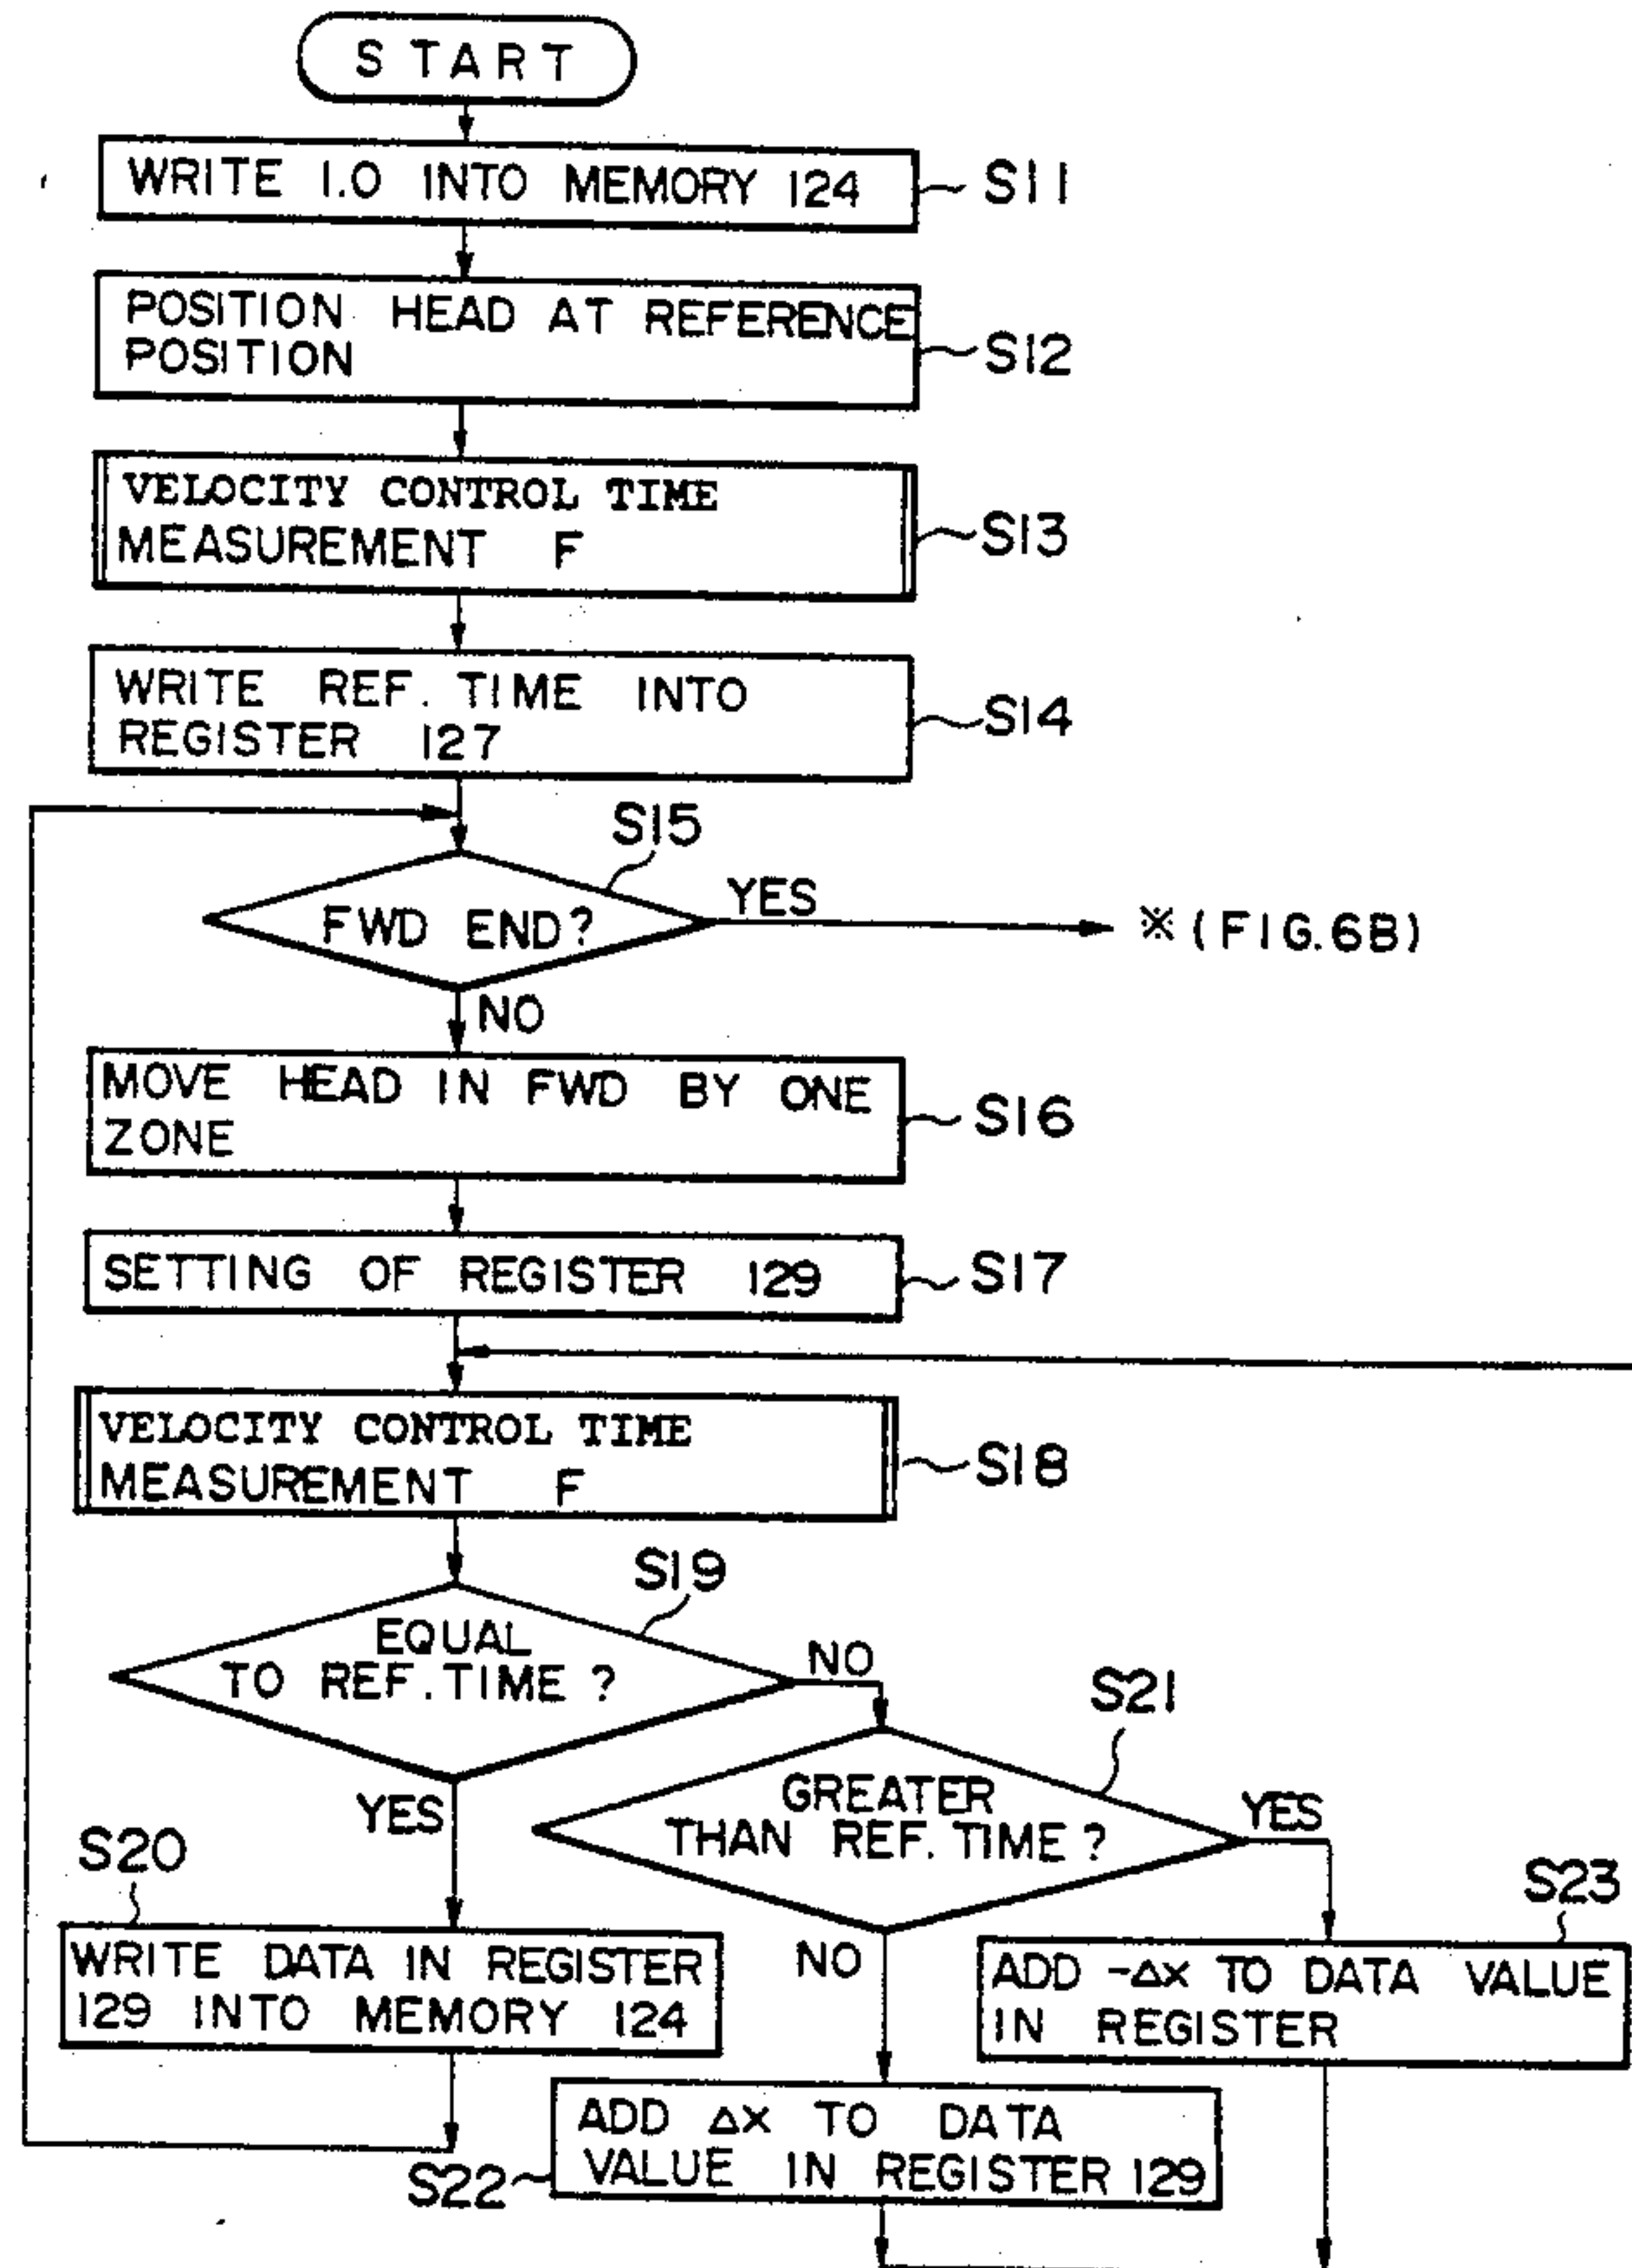 START
WRITE 1.0 INTO MEMORY 124
S11
POSITION HEAD AT REFERENCE
POSITION
S12
VELOCITY CONTROL TIME
MEASUREMENT F
S13
WRITE REF. TIME INTO
REGISTER 127
S14
S15
FWD END?
YES
※ (FIG.6B)
NO
MOVE HEAD IN FWD BY ONE
ZONE
S16
SETTING OF REGISTER 129
S17
VELOCITY CONTROL TIME
MEASUREMENT F
S18
S19
EQUAL
TO REF. TIME ?
NO
S21
YES
GREATER
THAN REF. TIME ?
YES
S20
S23
WRITE DATA IN REGISTER
129 INTO MEMORY 124
NO
ADD -Δx TO DATA VALUE
IN REGISTER
ADD Δx TO DATA
VALUE IN REGISTER 129
S22